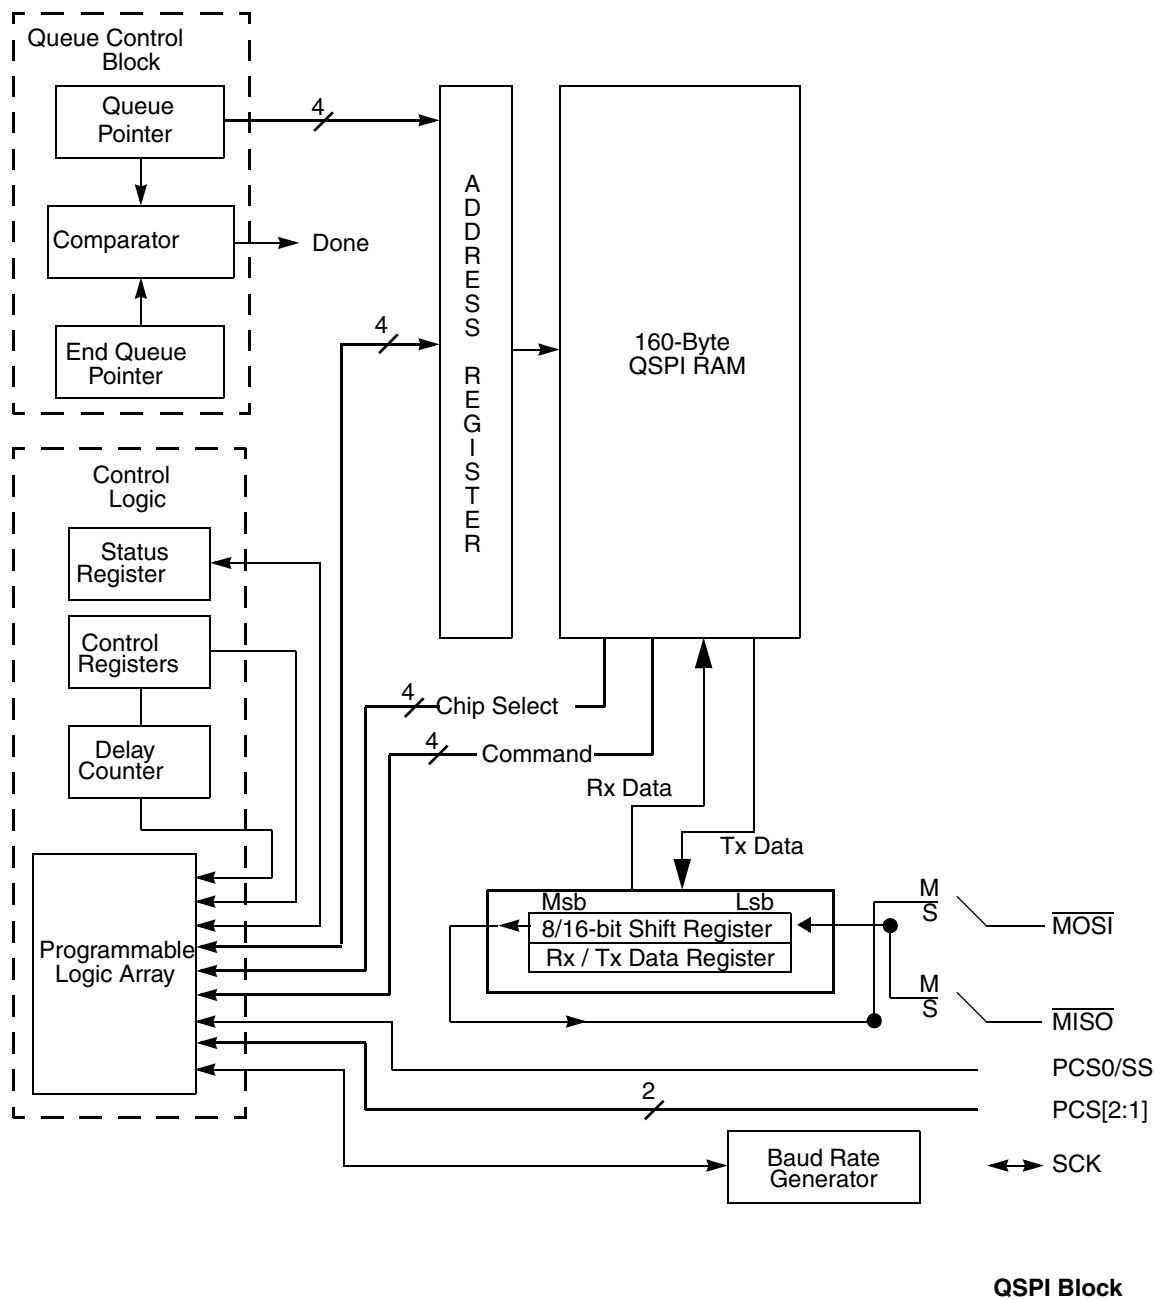 Queue Control
Block
Queue
Pointer
4
Comparator
Done
End Queue
Pointer
4
ADDRESS REGISTER
160-Byte
QSPI RAM
Control
Logic
Status
Register
Control
Registers
Delay
Counter
4
Chip Select
4
Command
Rx Data
Tx Data
Msb
Lsb
8/16-bit Shift Register
Rx / Tx Data Register
M
S
MOSI
M
S
MISO
Programmable
Logic Array
PCS0/SS
2
PCS[2:1]
Baud Rate
Generator
SCK
QSPI Block